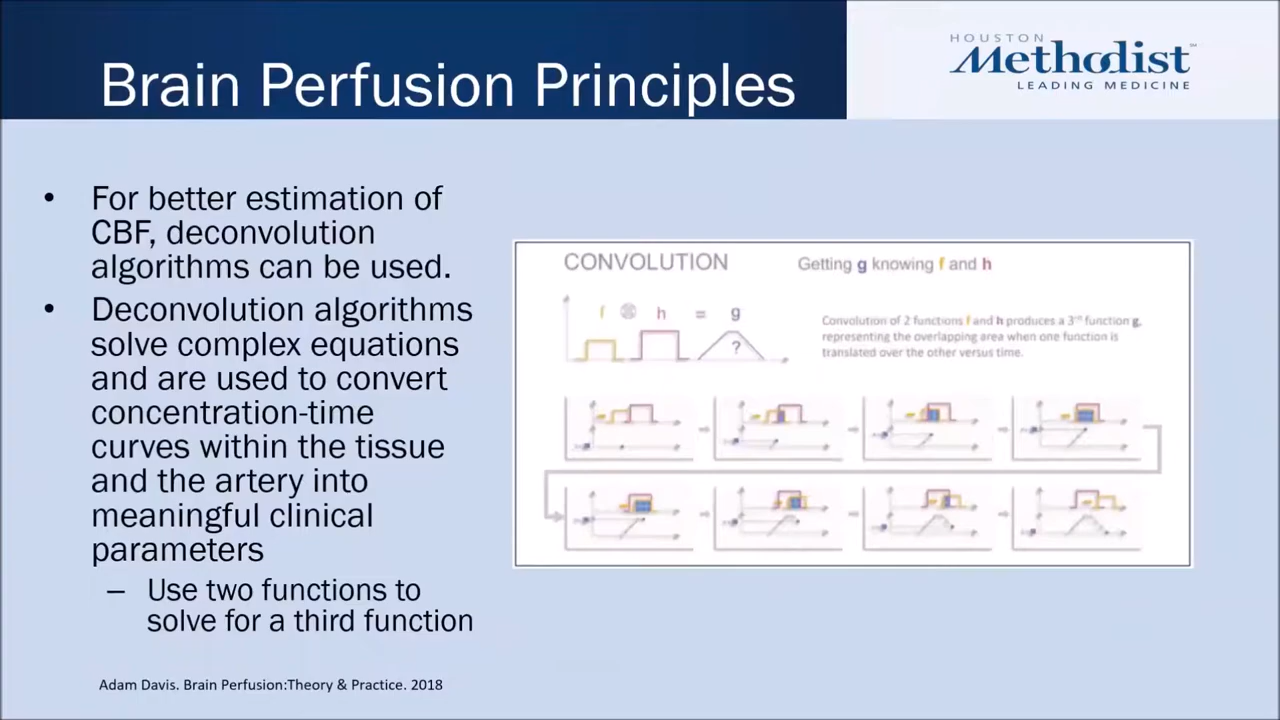 Brain Perfusion Principles
HOUSTON
Methodist
LEADING MEDICINE
• For better estimation of
CBF, deconvolution
algorithms can be used.
• Deconvolution algorithms
solve complex equations
and are used to convert
concentration-time
curves within the tissue
and the artery into
meaningful clinical
parameters
– Use two functions to
solve for a third function
CONVOLUTION
Getting g knowing f and h
f ⊗ h = g
?
Convolution of 2 functions f and h produces a 3rd function g,
representing the overlapping area when one function is
translated over the other versus time.
Adam Davis. Brain Perfusion:Theory & Practice. 2018